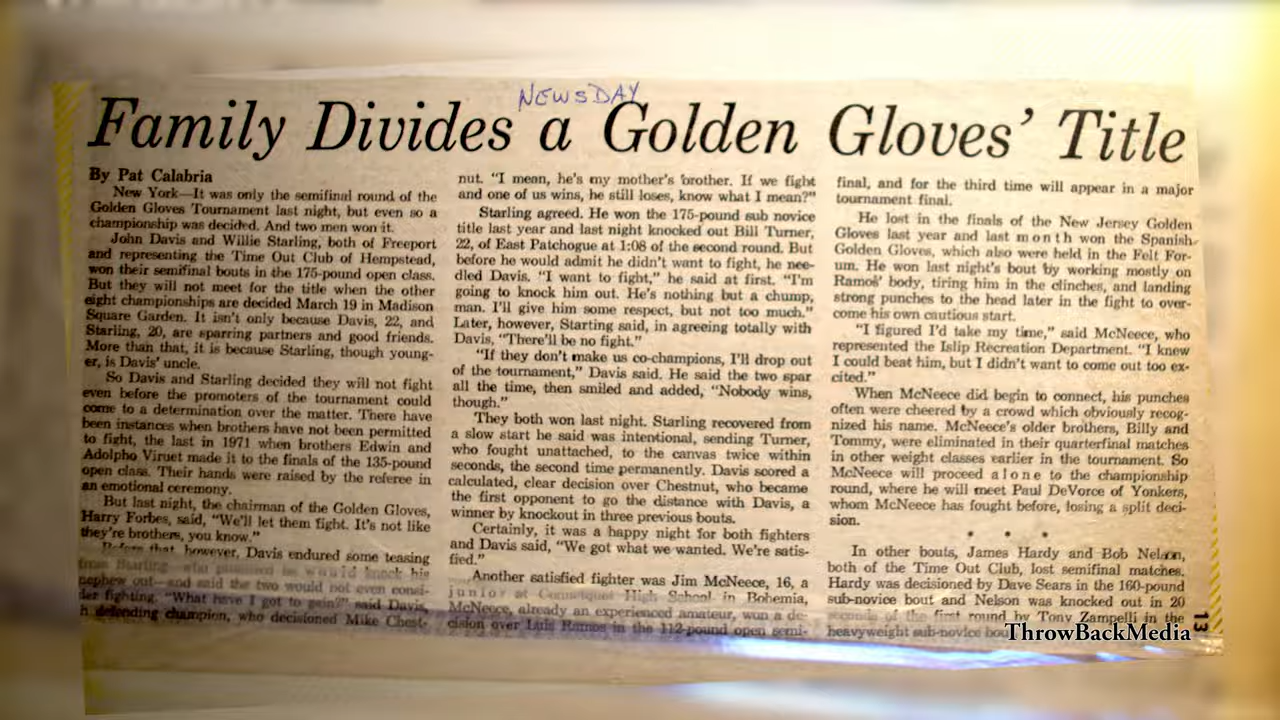 NEWSDAY
Family Divides a Golden Gloves' Title
By Pat Calabria
New York—It was only the semifinal round of the
Golden Gloves Tournament last night, but even so a
championship was decided. And two men won it.
John Davis and Willie Starling, both of Freeport
and representing the Time Out Club of Hempstead,
won their semifinal bouts in the 175-pound open class.
But they will not meet for the title when the other
eight championships are decided March 19 in Madison
Square Garden. It isn't only because Davis, 22, and
Starling, 20, are sparring partners and good friends.
More than that, it is because Starling, though young-
er, is Davis' uncle.
So Davis and Starling decided they will not fight
even before the promoters of the tournament could
come to a determination over the matter. There have
been instances when brothers have not been permitted
to fight, the last in 1971 when brothers Edwin and
Adolpho Viruet made it to the finals of the 135-pound
open class. Their hands were raised by the referee in
an emotional ceremony.
But last night, the chairman of the Golden Gloves,
Harry Forbes, said, "We'll let them fight. It's not like
they're brothers, you know."
Before that, however, Davis endured some teasing
from Starling—who promised he would knock his
nephew out—and said the two would not even consi-
der fighting. "What have I got to gain?" said Davis,
defending champion, who decisioned Mike Chest-
nut. "I mean, he's my mother's brother. If we fight
and one of us wins, he still loses, know what I mean?"
Starling agreed. He won the 175-pound sub novice
title last year and last night knocked out Bill Turner,
22, of East Patchogue at 1:08 of the second round. But
before he would admit he didn't want to fight, he nee-
dled Davis. "I want to fight," he said at first. "I'm
going to knock him out. He's nothing but a chump,
man. I'll give him some respect, but not too much."
Later, however, Starting said, in agreeing totally with
Davis, "There'll be no fight."
"If they don't make us co-champions, I'll drop out
of the tournament," Davis said. He said the two spar
all the time, then smiled and added, "Nobody wins,
though."
They both won last night. Starling recovered from
a slow start he said was intentional, sending Turner,
who fought unattached, to the canvas twice within
seconds, the second time permanently. Davis scored a
calculated, clear decision over Chestnut, who became
the first opponent to go the distance with Davis, a
winner by knockout in three previous bouts.
Certainly, it was a happy night for both fighters
and Davis said, "We got what we wanted. We're satis-
fied."
Another satisfied fighter was Jim McNeece, 16, a
junior at Connetquot High School in Bohemia,
McNeece, already an experienced amateur, won a de-
cision over Luis Ramos in the 112-pound open semi-
final, and for the third time will appear in a major
tournament final.
He lost in the finals of the New Jersey Golden
Gloves last year and last month won the Spanish
Golden Gloves, which also were held in the Felt For-
um. He won last night's bout by working mostly on
Ramos' body, tiring him in the clinches, and landing
strong punches to the head later in the fight to over-
come his own cautious start.
"I figured I'd take my time," said McNeece, who
represented the Islip Recreation Department. "I knew
I could beat him, but I didn't want to come out too ex-
cited."
When McNeece did begin to connect, his punches
often were cheered by a crowd which obviously recog-
nized his name. McNeece's older brothers, Billy and
Tommy, were eliminated in their quarterfinal matches
in other weight classes earlier in the tournament. So
McNeece will proceed alone to the championship
round, where he will meet Paul DeVorce of Yonkers,
whom McNeece has fought before, losing a split deci-
sion.
• • •
In other bouts, James Hardy and Bob Nelson,
both of the Time Out Club, lost semifinal matches.
Hardy was decisioned by Dave Sears in the 160-pound
sub-novice bout and Nelson was knocked out in 20
seconds of the first round by Tony Zampelli in the
heavyweight sub-novice
13
ThrowBackMedia